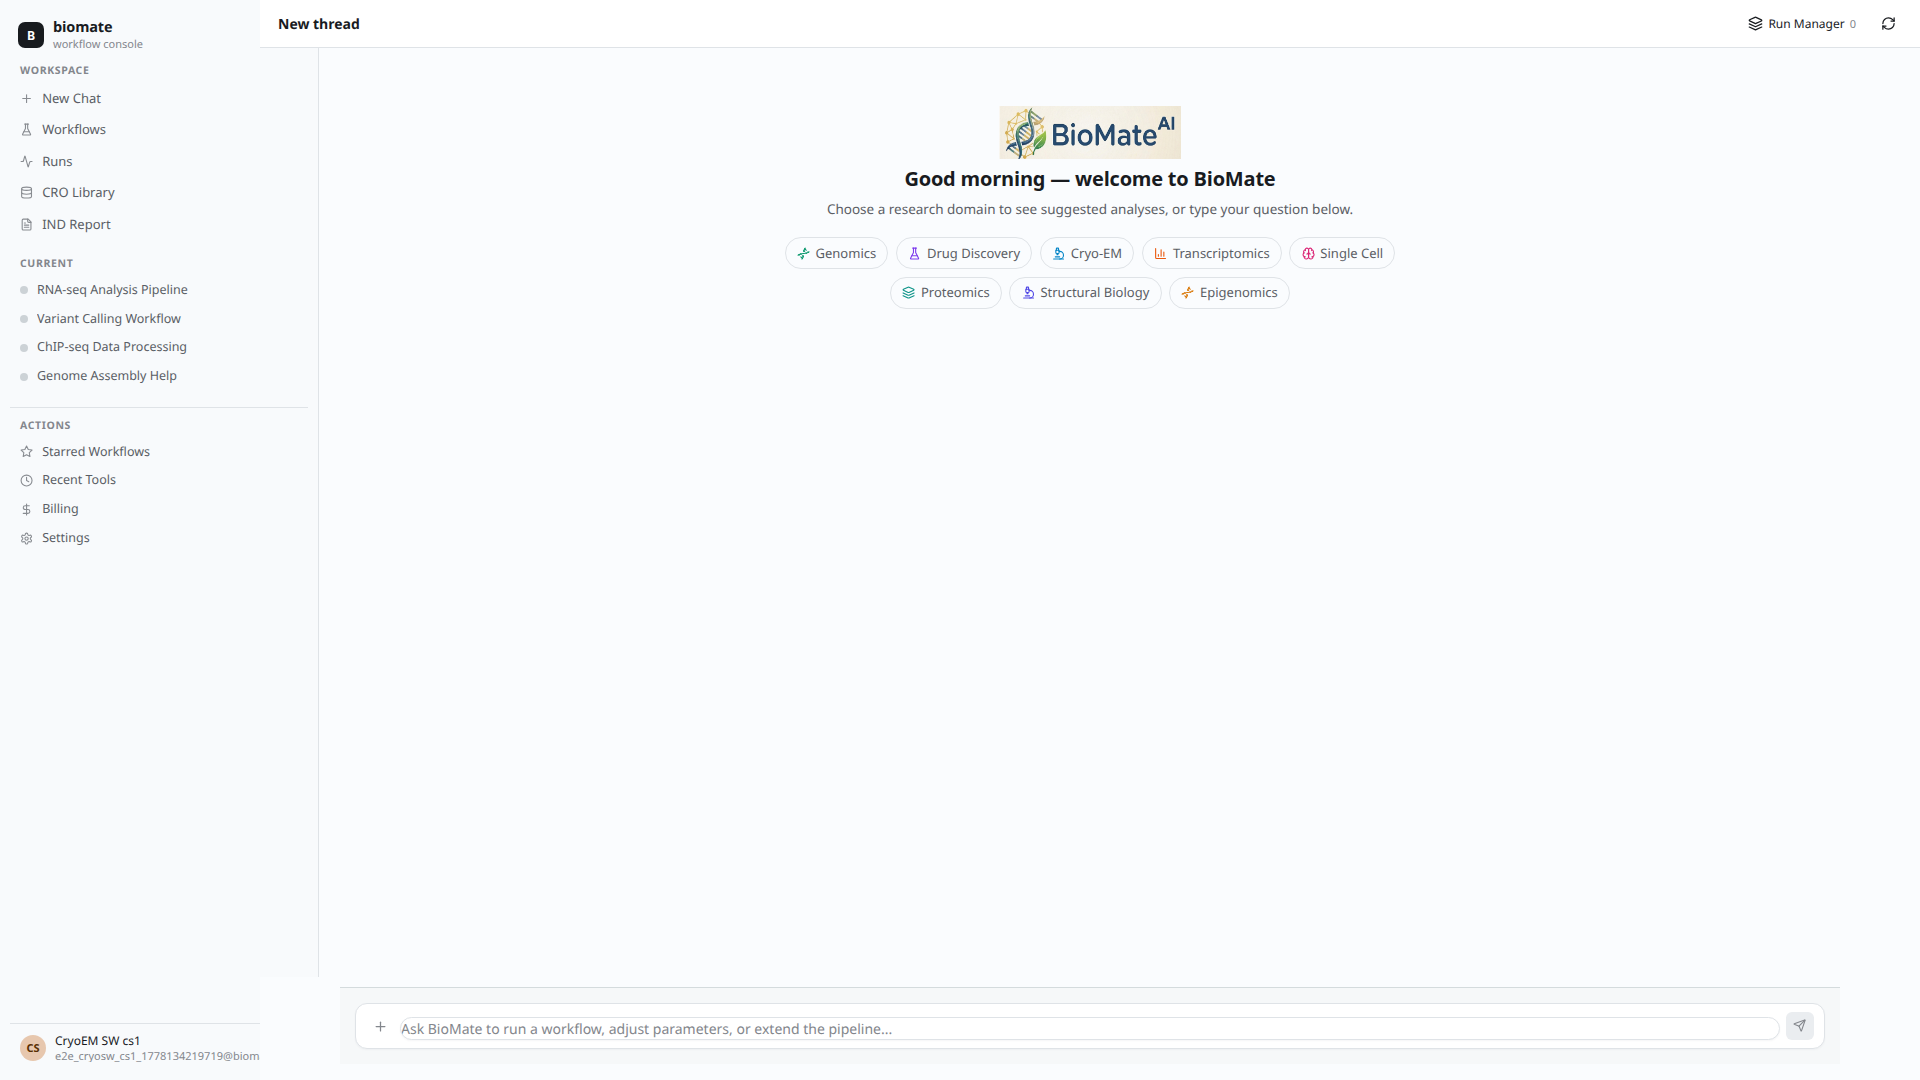 B
biomate
workflow console
WORKSPACE
New Chat
Workflows
Runs
CRO Library
IND Report
CURRENT
RNA-seq Analysis Pipeline
Variant Calling Workflow
ChIP-seq Data Processing
Genome Assembly Help
ACTIONS
Starred Workflows
Recent Tools
Billing
Settings
CS
CryoEM SW cs1
e2e_cryosw_cs1_1778134219719@biom
New thread
Run Manager 0
BioMate AI
Good morning — welcome to BioMate
Choose a research domain to see suggested analyses, or type your question below.
Genomics
Drug Discovery
Cryo-EM
Transcriptomics
Single Cell
Proteomics
Structural Biology
Epigenomics
Ask BioMate to run a workflow, adjust parameters, or extend the pipeline...